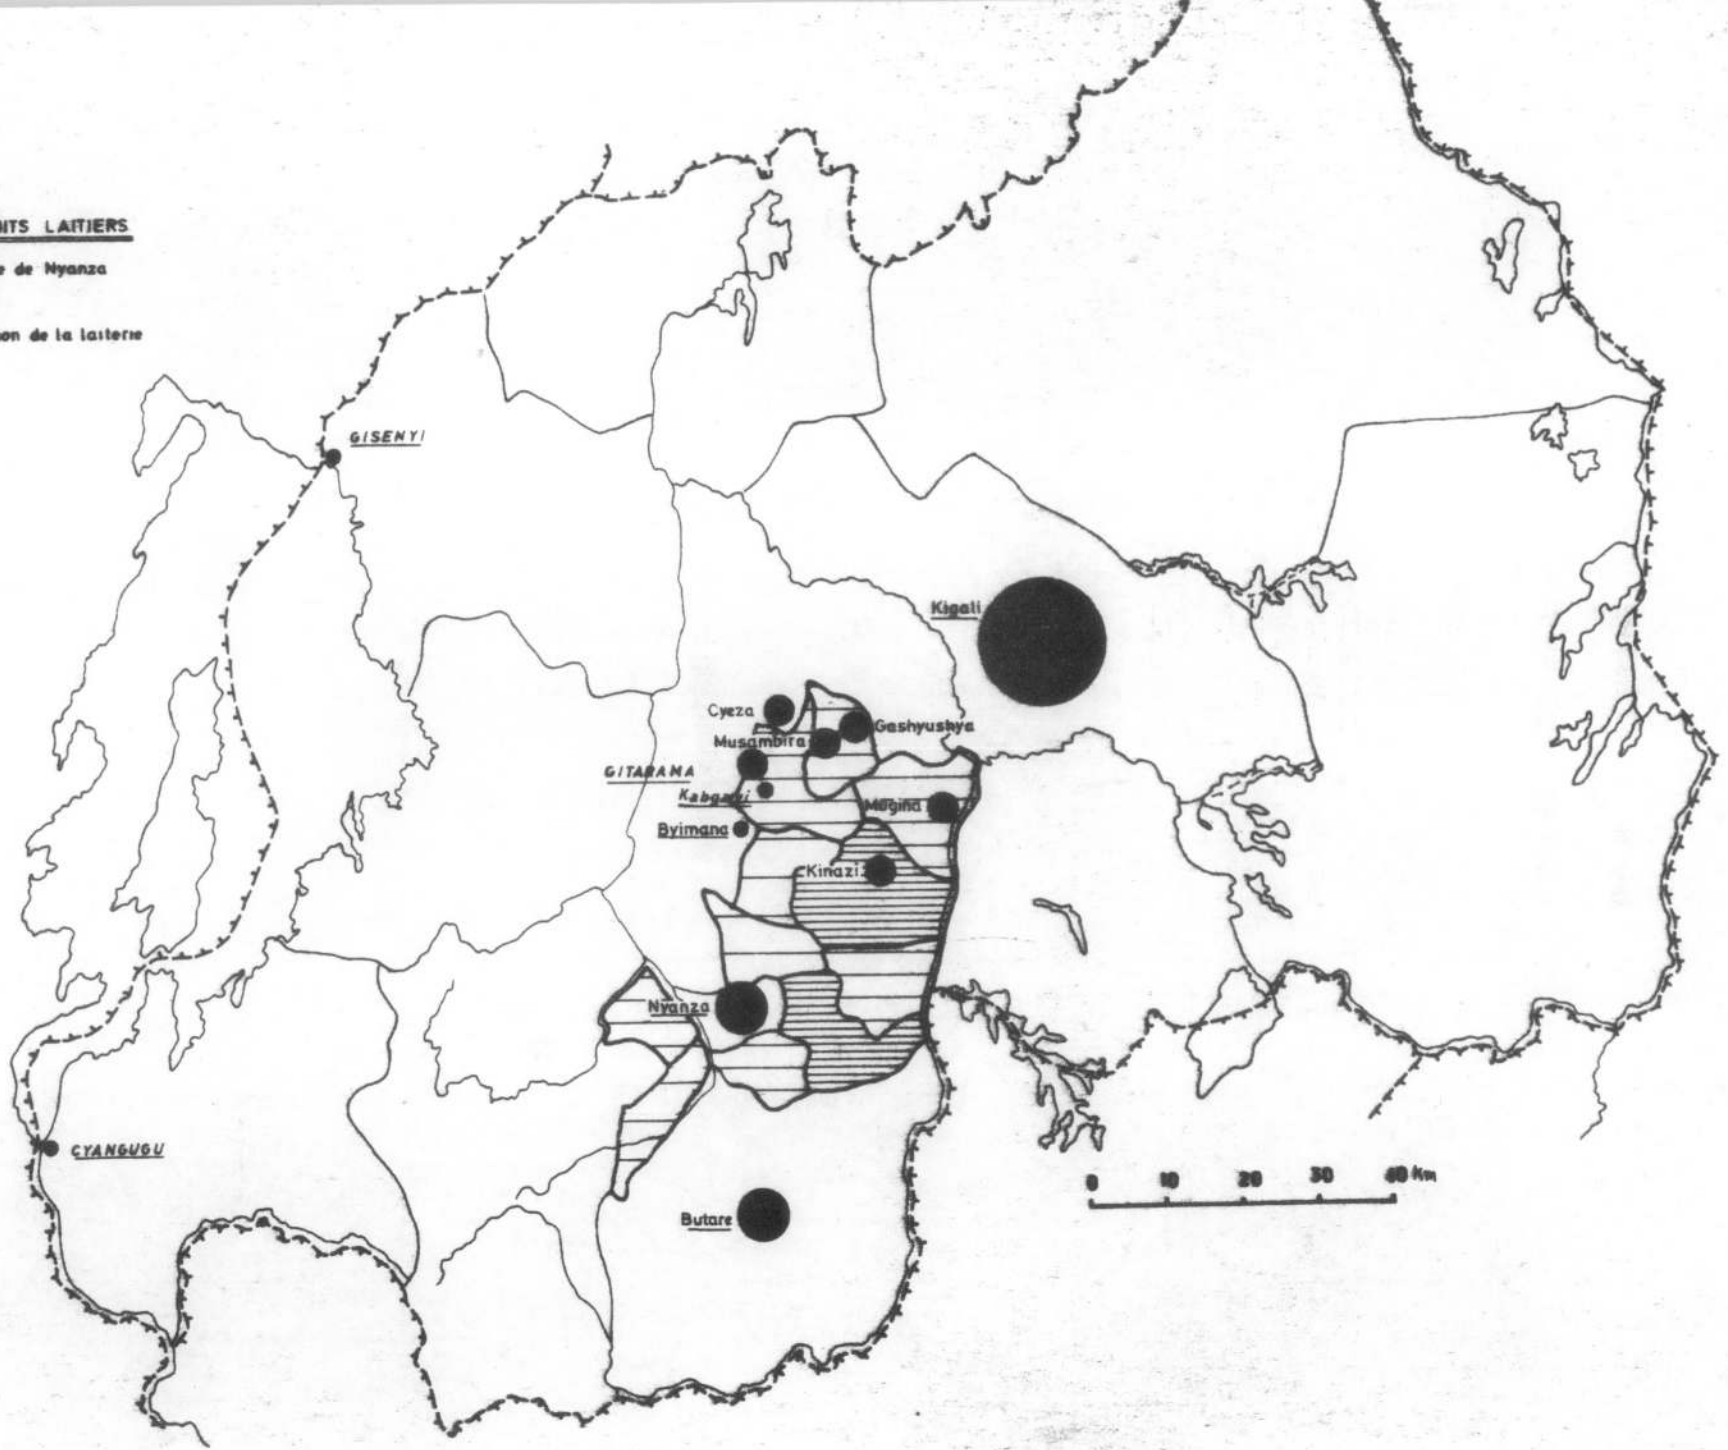 ITS LAITIERS
e de Nyanza
on de la laiterie
GISENYI
Kigali
Cyeza
Gashyushya
Musambira
GITARAMA
Kabgayi
Mugina
Byimana
Kinazi
Nyanza
CYANGUGU
0 10 20 30 40 Km
Butare